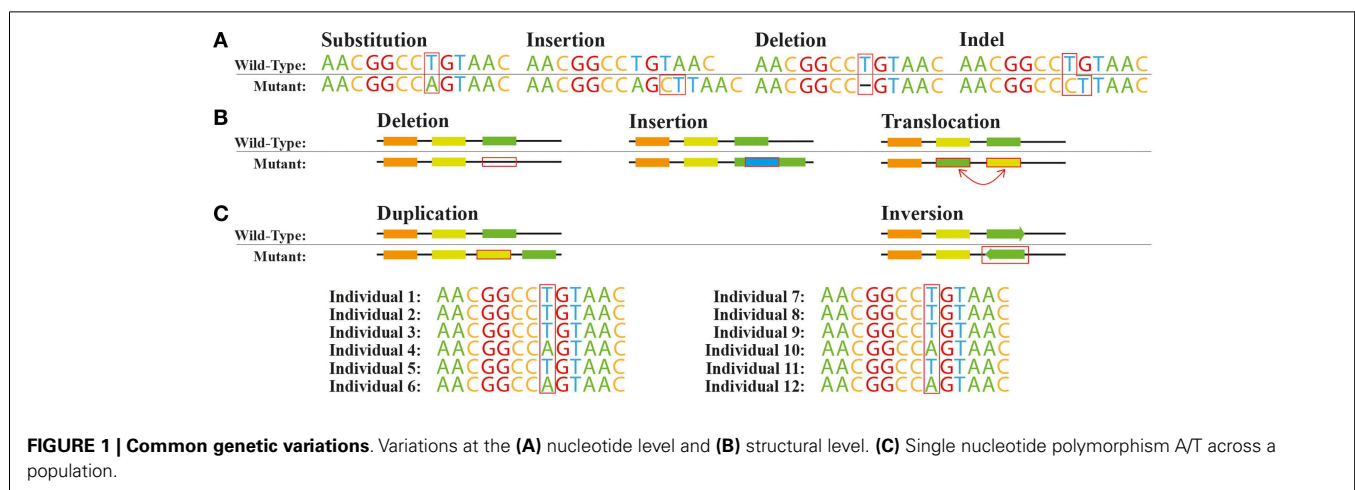 A
Substitution Insertion Deletion Indel
Wild-Type: AACGGCCTGTAAC AACGGCCTGTAAC AACGGCCTGTAAC AACGGCCTGTAAC
Mutant: AACGGCCAGTAAC AACGGCCAGCTTAAC AACGGCC–GTAAC AACGGCCCTTAAC
B
Deletion Insertion Translocation
Wild-Type:
Mutant:
C
Duplication Inversion
Wild-Type:
Mutant:
Individual 1: AACGGCCTGTAAC Individual 7: AACGGCCTGTAAC
Individual 2: AACGGCCTGTAAC Individual 8: AACGGCCTGTAAC
Individual 3: AACGGCCTGTAAC Individual 9: AACGGCCTGTAAC
Individual 4: AACGGCCAGTAAC Individual 10: AACGGCCAGTAAC
Individual 5: AACGGCCTGTAAC Individual 11: AACGGCCTGTAAC
Individual 6: AACGGCCAGTAAC Individual 12: AACGGCCAGTAAC
FIGURE 1 | Common genetic variations. Variations at the (A) nucleotide level and (B) structural level. (C) Single nucleotide polymorphism A/T across a
population.